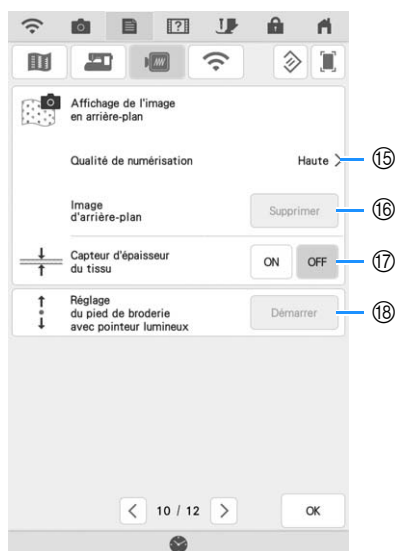 Affichage de l'image
en arrière-plan
Qualité de numérisation
Haute >
⑮
Image
d'arrière-plan
Supprimer
⑯
Capteur d'épaisseur
du tissu
ON
OFF
⑰
Réglage
du pied de broderie
avec pointeur lumineux
Démarrer
⑱
< 10 / 12 >
OK